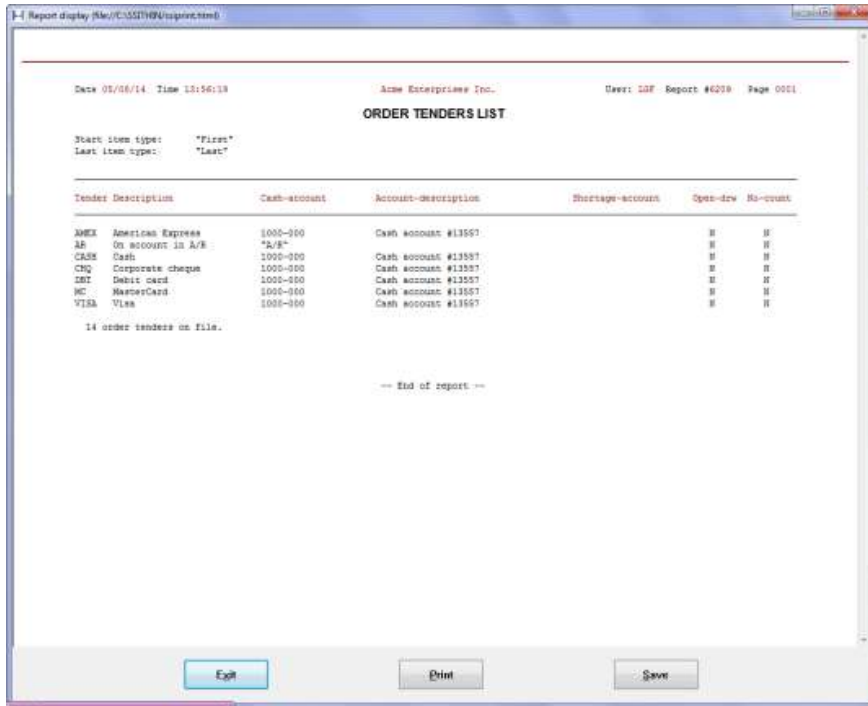 Report display (file://C:\SSITHIN/ssiprint.html)
Date 05/08/14 Time 13:56:19 Acme Enterprises Inc. User: LGF Report #6209 Page 0001
ORDER TENDERS LIST
Start item type: "First"
Last item type: "Last"
Tender Description Cash-account Account-description Shortage-account Open-drw No-count
AMEX American Express 1000-000 Cash account #13557 N N
AR On account in A/R "A/R" N N
CASH Cash 1000-000 Cash account #13557 N N
CHQ Corporate cheque 1000-000 Cash account #13557 N N
DBT Debit card 1000-000 Cash account #13557 N N
MC MasterCard 1000-000 Cash account #13557 N N
VISA Visa 1000-000 Cash account #13557 N N
14 order tenders on file.
-- End of report --
Exit Print Save